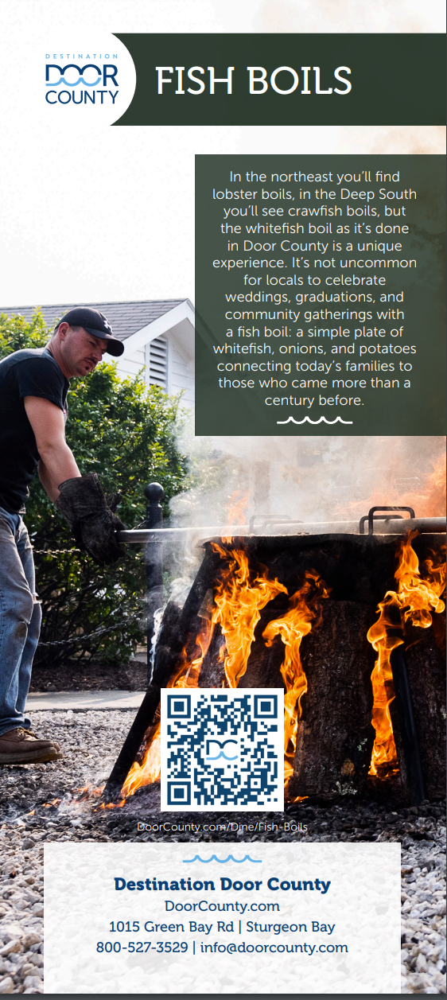 DESTINATION
DOOR
COUNTY
FISH BOILS
In the northeast you’ll find
lobster boils, in the Deep South
you’ll see crawfish boils, but
the whitefish boil as it’s done
in Door County is a unique
experience. It’s not uncommon
for locals to celebrate
weddings, graduations, and
community gatherings with
a fish boil: a simple plate of
whitefish, onions, and potatoes
connecting today’s families to
those who came more than a
century before.
DC
DoorCounty.com/Dine/Fish-Boils
Destination Door County
DoorCounty.com
1015 Green Bay Rd | Sturgeon Bay
800-527-3529 | info@doorcounty.com